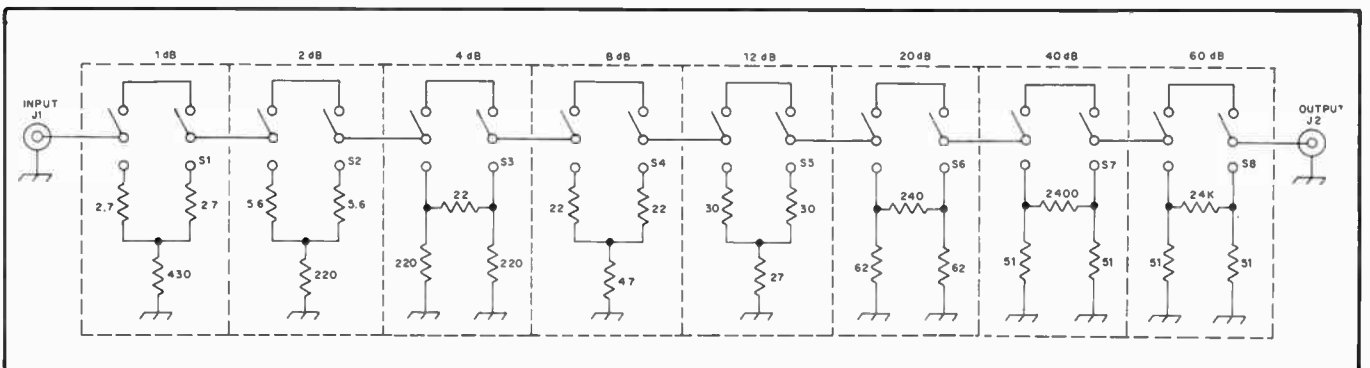 1 dB 2 dB 4 dB 8 dB 12 dB 20 dB 40 dB 60 dB
INPUT
J1
OUTPUT
J2
S1 S2 S3 S4 S5 S6 S7 S8
2.7 2.7 5.6 5.6 22 22 22 30 30 240 2400 24K
430 220 220 220 47 27 62 62 51 51 51 51